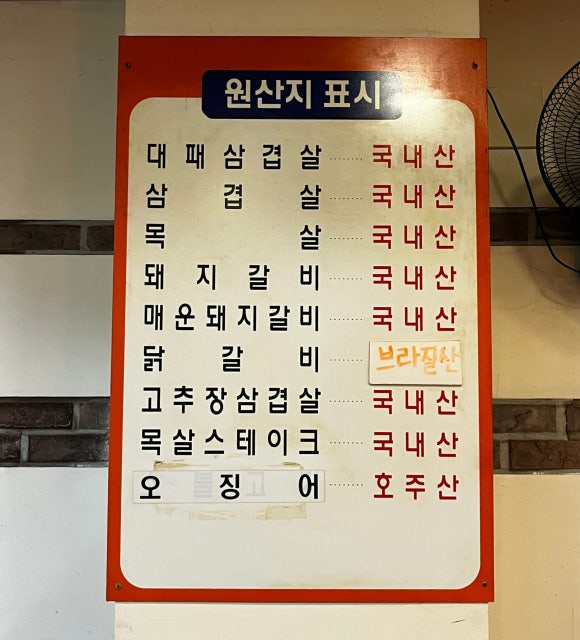 원산지 표시
대패삼겹살 국내산
삼겹살 국내산
목살 국내산
돼지갈비 국내산
매운돼지갈비 국내산
닭갈비 브라질산
고추장삼겹살 국내산
목살스테이크 국내산
오징어 호주산